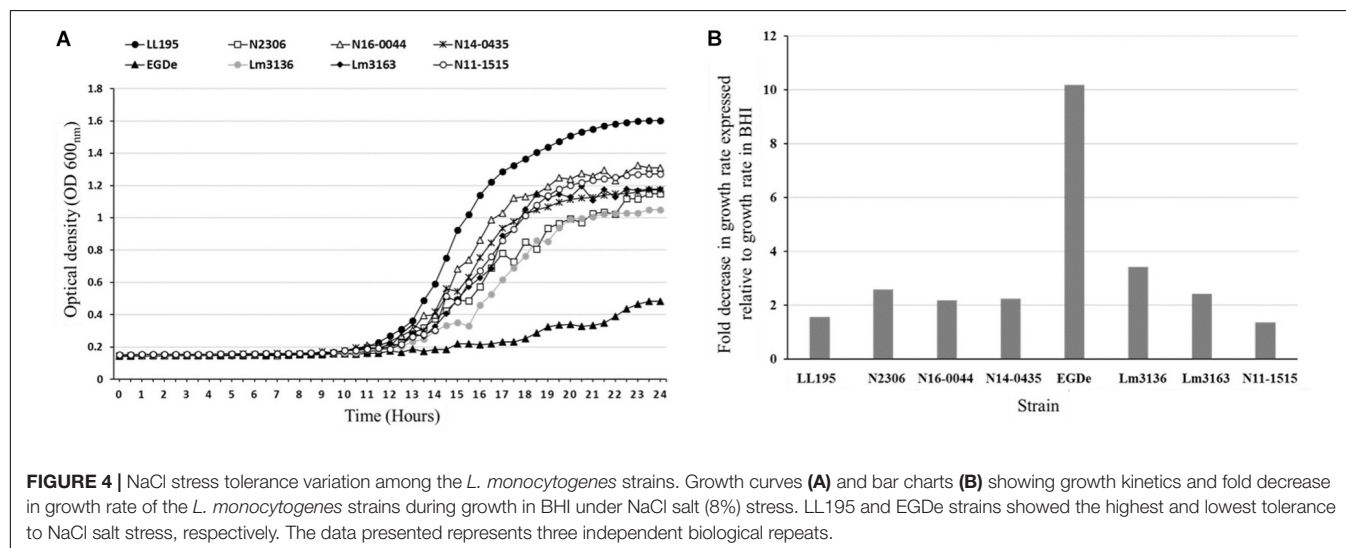 A
LL195 N2306 N16-0044 N14-0435
EGDe Lm3136 Lm3163 N11-1515
Optical density (OD 600nm)
1.8
1.6
1.4
1.2
1
0.8
0.6
0.4
0.2
0
0 1 2 3 4 5 6 7 8 9 10 11 12 13 14 15 16 17 18 19 20 21 22 23 24
Time (Hours)
B
Fold decrease in growth rate expressed
relative to growth rate in BHI
12
10
8
6
4
2
0
LL195 N2306 N16-0044 N14-0435 EGDe Lm3136 Lm3163 N11-1515
Strain
FIGURE 4 | NaCl stress tolerance variation among the L. monocytogenes strains. Growth curves (A) and bar charts (B) showing growth kinetics and fold decrease
in growth rate of the L. monocytogenes strains during growth in BHI under NaCl salt (8%) stress. LL195 and EGDe strains showed the highest and lowest tolerance
to NaCl salt stress, respectively. The data presented represents three independent biological repeats.